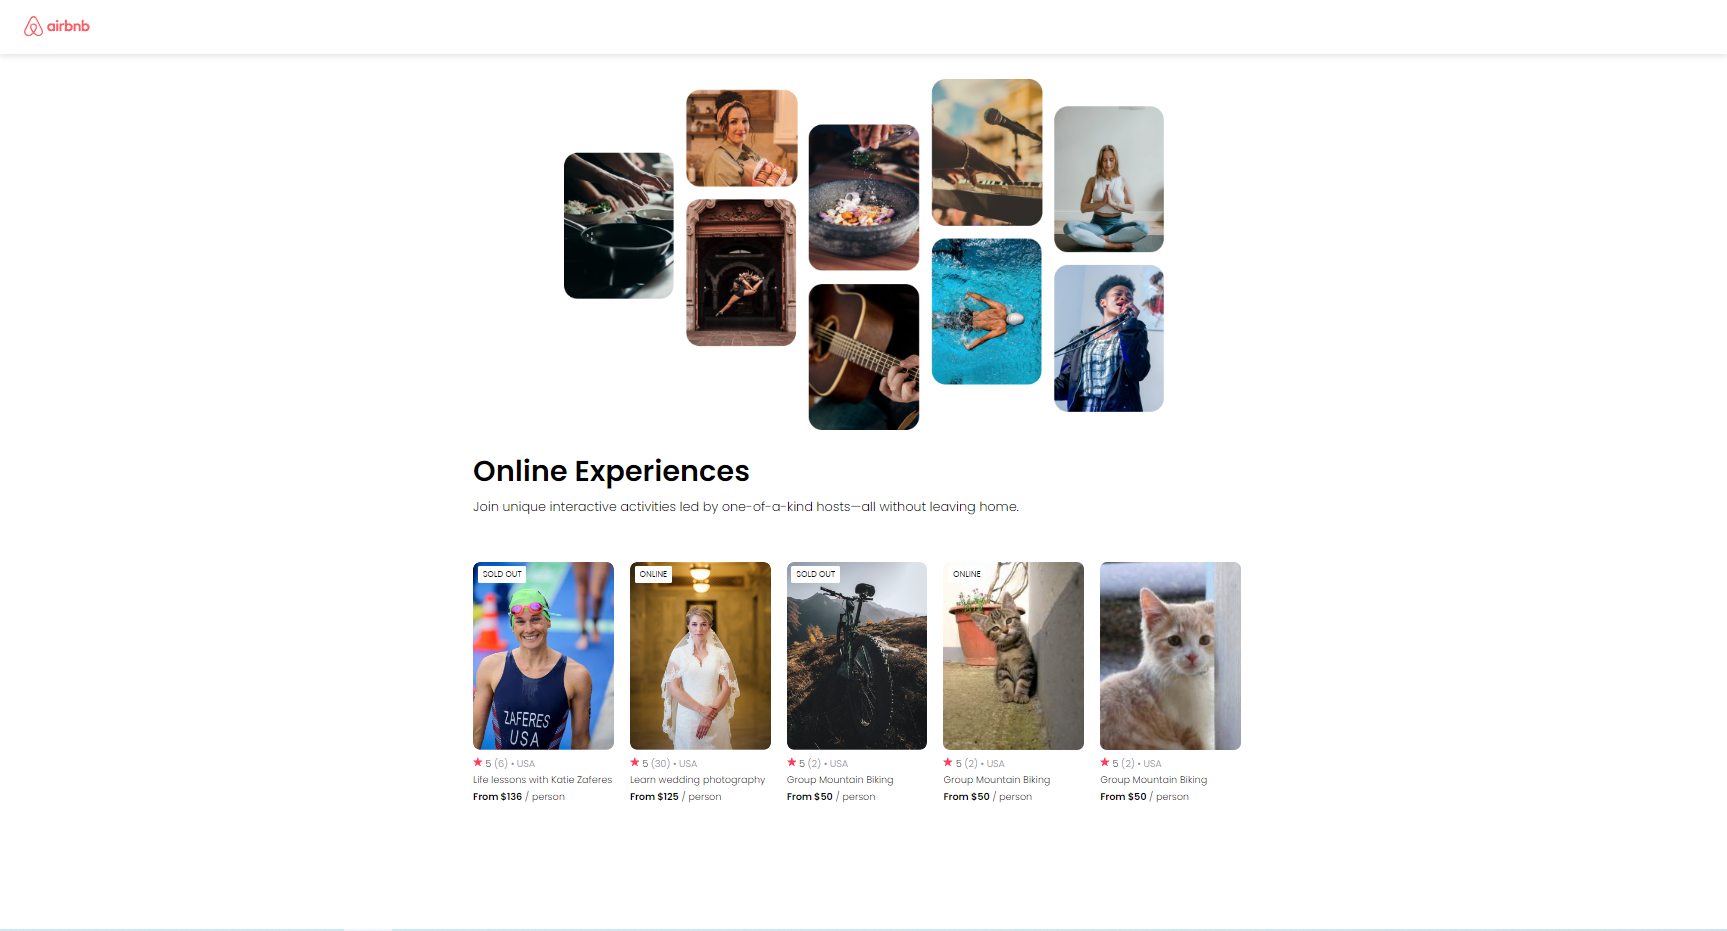 airbnb
Online Experiences
Join unique interactive activities led by one-of-a-kind hosts—all without leaving home.
SOLD OUT
ZAFERES
USA
5 (6) • USA
Life lessons with Katie Zaferes
From $136 / person
ONLINE
5 (30) • USA
Learn wedding photography
From $125 / person
SOLD OUT
5 (2) • USA
Group Mountain Biking
From $50 / person
ONLINE
5 (2) • USA
Group Mountain Biking
From $50 / person
5 (2) • USA
Group Mountain Biking
From $50 / person